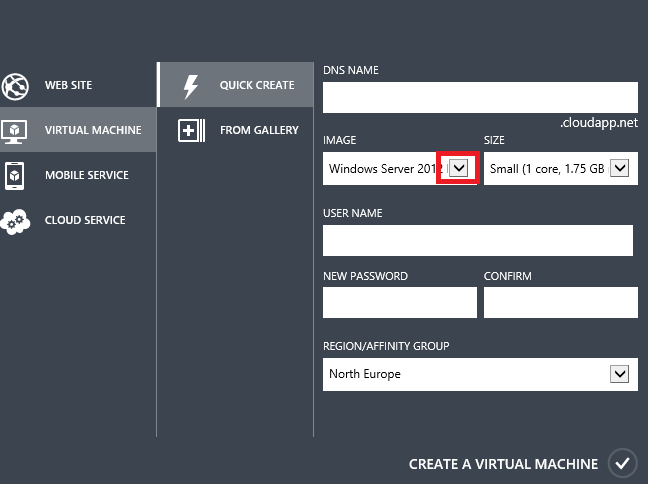 WEB SITE
VIRTUAL MACHINE
MOBILE SERVICE
CLOUD SERVICE
QUICK CREATE
FROM GALLERY
DNS NAME
.cloudapp.net
IMAGE
SIZE
Windows Server 2012
Small (1 core, 1.75 GB
USER NAME
NEW PASSWORD
CONFIRM
REGION/AFFINITY GROUP
North Europe
CREATE A VIRTUAL MACHINE